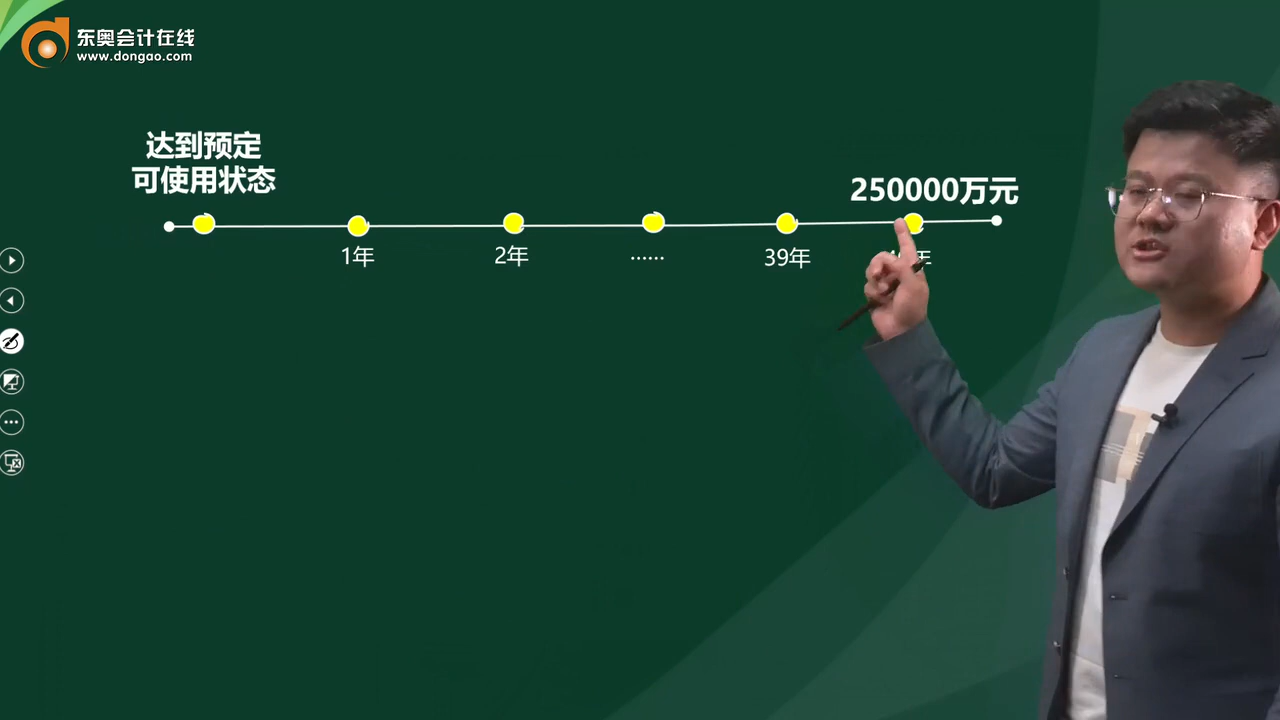 东奥会计在线
www.dongao.com
达到预定
可使用状态
250000万元
1年
2年
……
39年
年